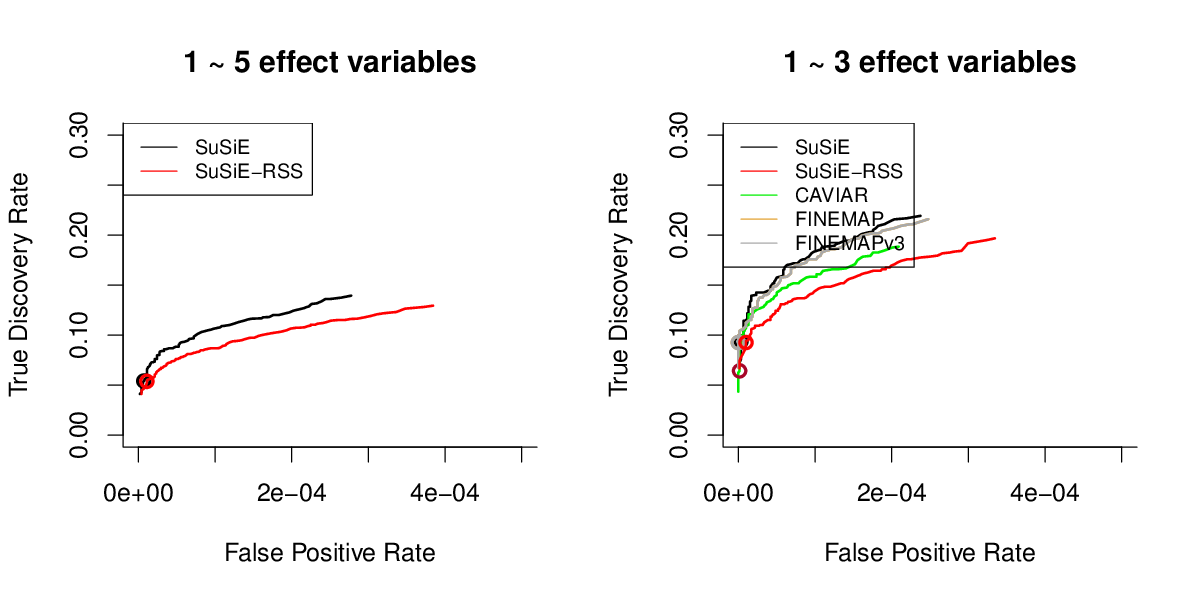 1 ~ 5 effect variables
True Discovery Rate
0.30
0.20
0.10
0.00
SuSiE
SuSiE−RSS
0e+00
2e−04
4e−04
False Positive Rate
1 ~ 3 effect variables
True Discovery Rate
0.30
0.20
0.10
0.00
SuSiE
SuSiE−RSS
CAVIAR
FINEMAP
FINEMAPv3
0e+00
2e−04
4e−04
False Positive Rate